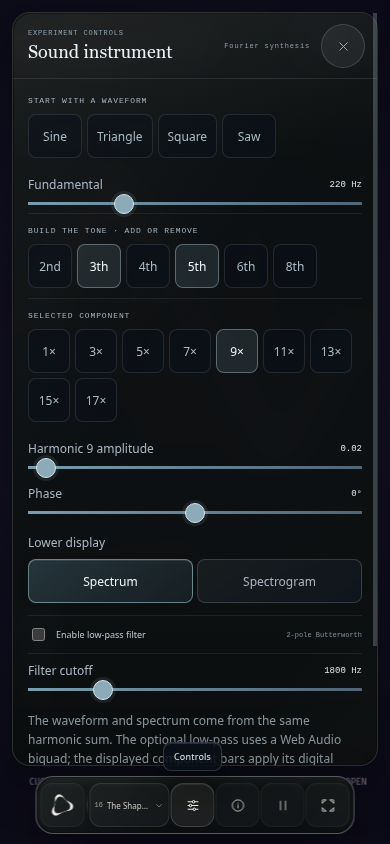 EXPERIMENT CONTROLS
Sound instrument
Fourier synthesis
START WITH A WAVEFORM
Sine Triangle Square Saw
Fundamental 220 Hz
BUILD THE TONE · ADD OR REMOVE
2nd 3th 4th 5th 6th 8th
SELECTED COMPONENT
1× 3× 5× 7× 9× 11× 13×
15× 17×
Harmonic 9 amplitude 0.02
Phase 0°
Lower display
Spectrum Spectrogram
Enable low-pass filter 2-pole Butterworth
Filter cutoff 1800 Hz
The waveform and spectrum come from the same
harmonic sum. The optional low-pass uses a Web Audio
biquad; the displayed bars apply its digital
Controls
OPEN
16 The Shap...